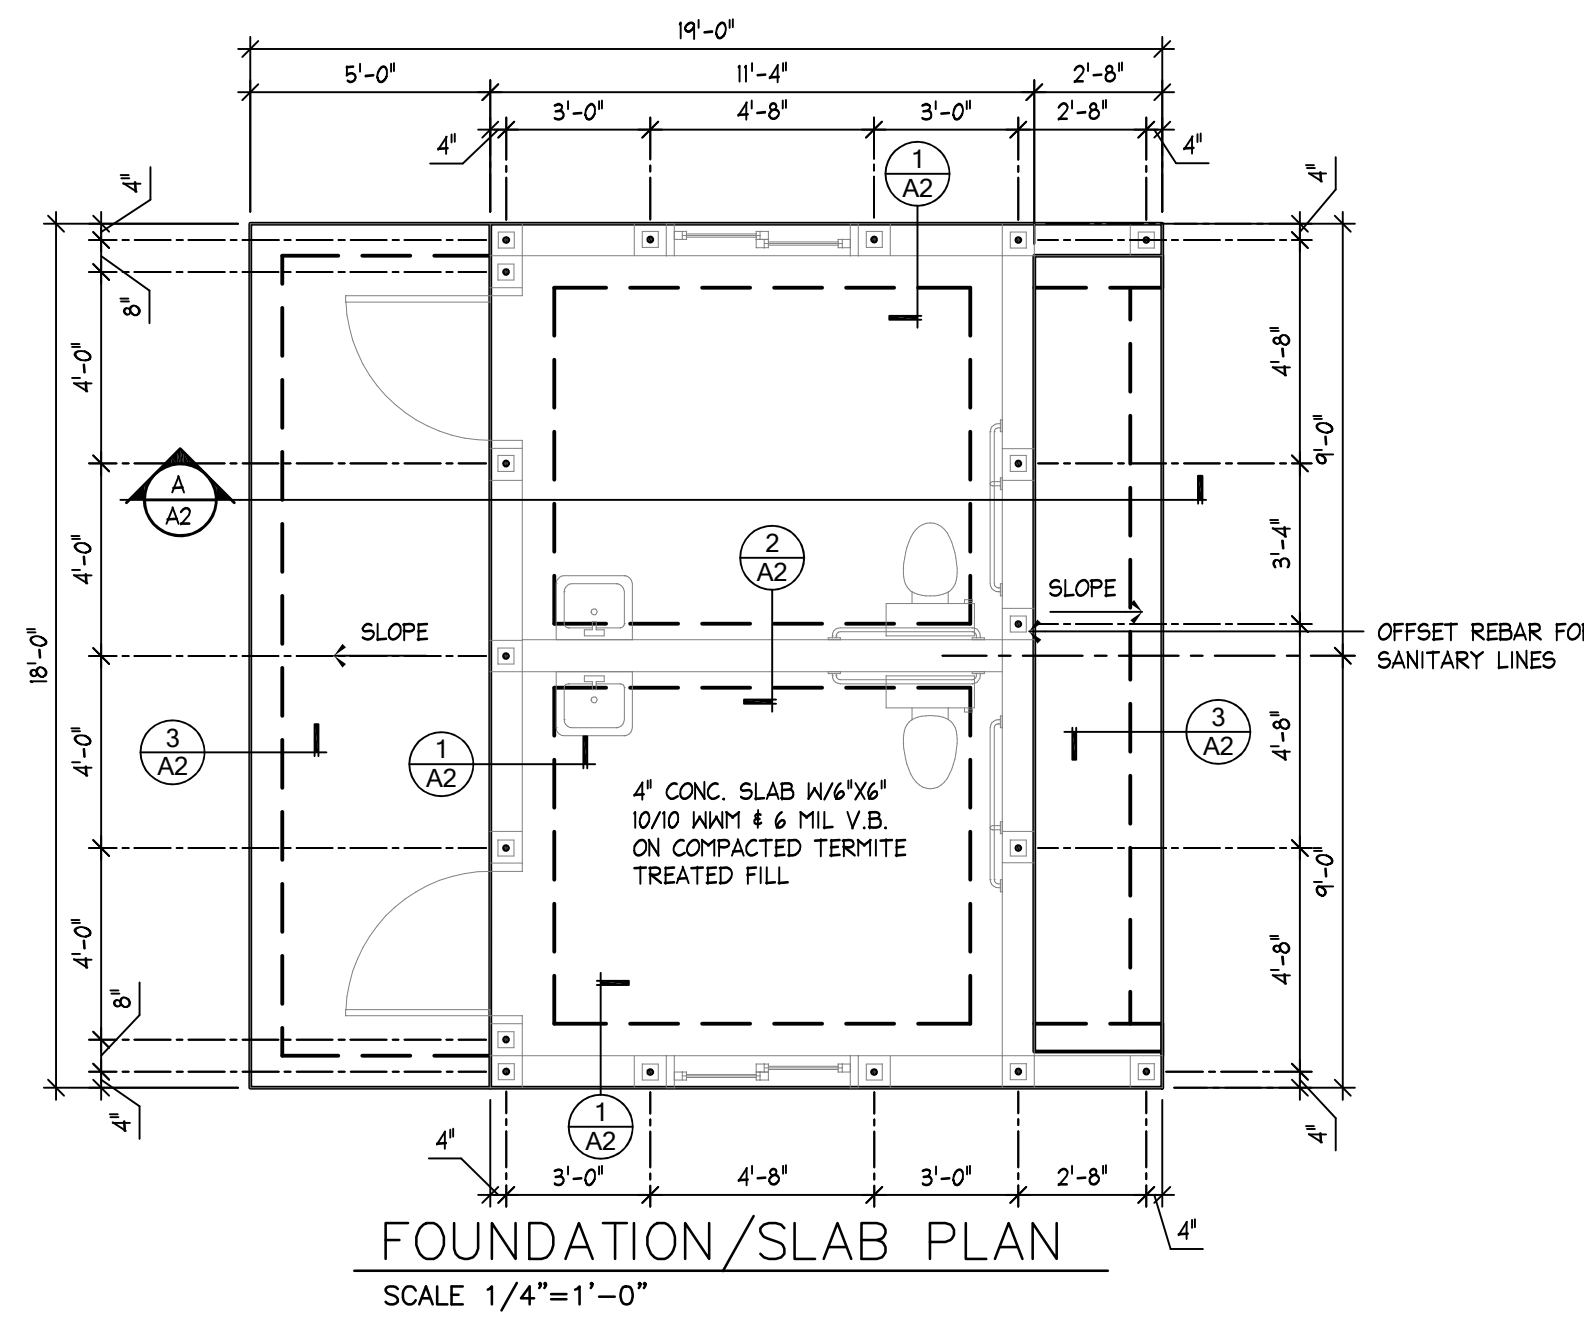 19'-0"
5'-0"
11'-4"
2'-8"
3'-0"
4'-8"
3'-0"
2'-8"
4"
4"
1
A2
4"
4"
8"
4'-0"
4'-8"
9'-0"
A
A2
4'-0"
2
A2
3'-4"
SLOPE
SLOPE
18'-0"
OFFSET REBAR FO
SANITARY LINES
3
A2
4'-0"
1
A2
3
A2
4'-8"
4" CONC. SLAB W/6"X6"
10/10 WWM & 6 MIL V.B.
ON COMPACTED TERMITE
TREATED FILL
9'-0"
4'-0"
4'-8"
8"
4"
1
A2
4"
4"
3'-0"
4'-8"
3'-0"
2'-8"
4"
FOUNDATION/SLAB PLAN
SCALE 1/4"=1'-0"